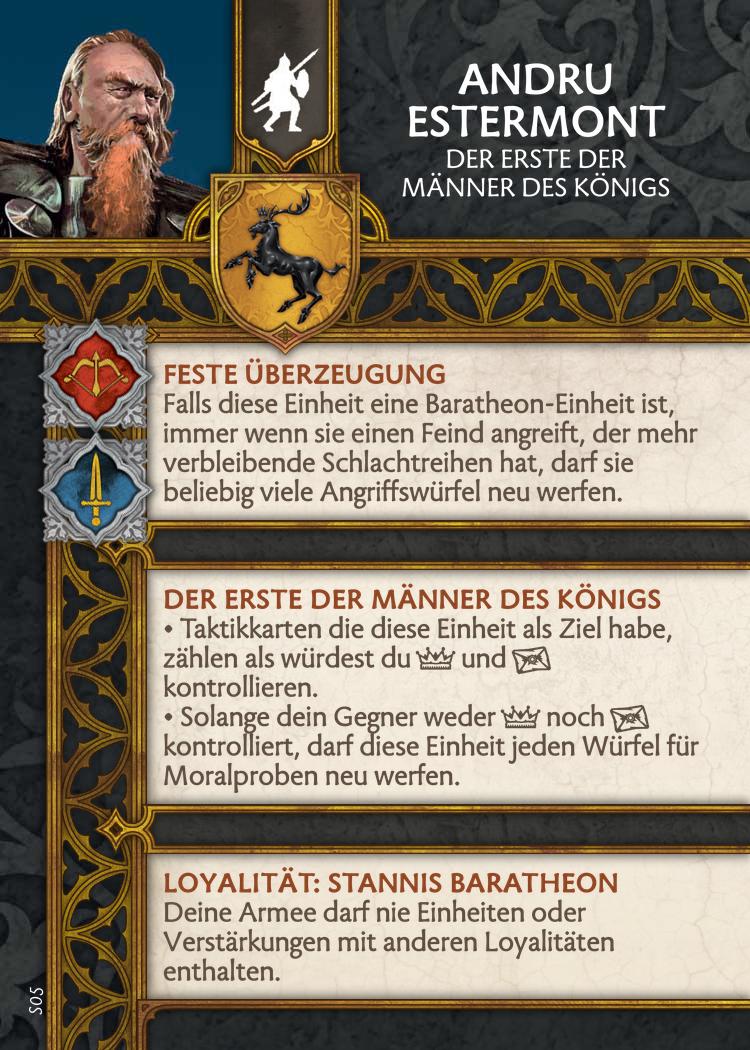 ANDRU
ESTERMONT
DER ERSTE DER
MÄNNER DES KÖNIGS
FESTE ÜBERZEUGUNG
Falls diese Einheit eine Baratheon-Einheit ist,
immer wenn sie einen Feind angreift, der mehr
verbleibende Schlachtreihen hat, darf sie
beliebig viele Angriffswürfel neu werfen.
DER ERSTE DER MÄNNER DES KÖNIGS
• Taktikkarten die diese Einheit als Ziel habe,
zählen als würdest du und
kontrollieren.
• Solange dein Gegner weder noch
kontrolliert, darf diese Einheit jeden Würfel für
Moralproben neu werfen.
LOYALITÄT: STANNIS BARATHEON
Deine Armee darf nie Einheiten oder
Verstärkungen mit anderen Loyalitäten
enthalten.
S05